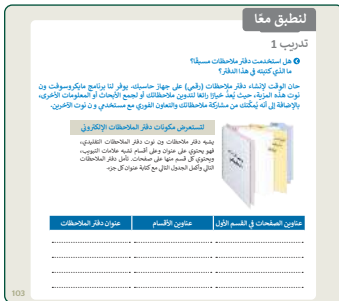 لنطبق معًا
تدريب 1
هل استخدمت دفتر ملاحظات مسبقًا؟
ما الذي كتبته في هذا الدفتر؟
حان الوقت لإنشاء دفتر ملاحظات (رقمي) على جهاز حاسبك. يوفر لنا برنامج مايكروسوفت ون
نوت هذه المزية، حيث يُعدُّ خيارًا رائعًا لتدوين ملاحظاتك أو لجمع الأبحاث أو المعلومات الأخرى،
بالإضافة إلى أنه يُمكّنك من مشاركة ملاحظاتك والتعاون الفوري مع مستخدمي ون نوت الآخرين.
لنستعرض مكونات دفتر الملاحظات الإلكتروني
يشبه دفتر ملاحظات ون نوت دفتر الملاحظات التقليدي،
فهو يحتوي على عنوان وعلى أقسام تشبه علامات التبويب،
ويحتوي كل قسم منها على صفحات. تأمل دفتر الملاحظات
التالي وأكمل الجدول التالي مع كتابة عنوان كل جزء.
عنوان دفتر الملاحظات
عناوين الأقسام
عناوين الصفحات في القسم الأول
103